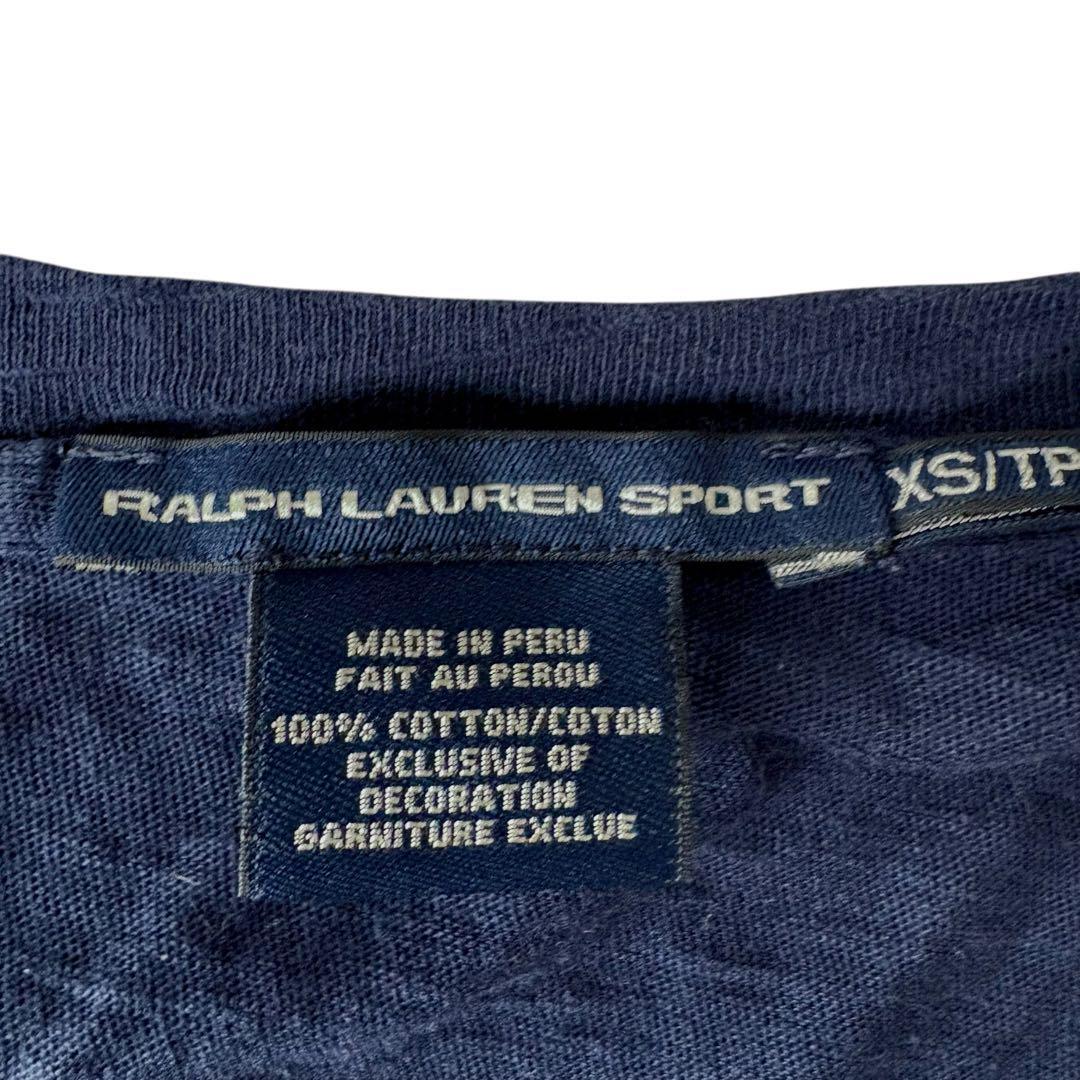 RALPH LAUREN SPORT
XS/TP
MADE IN PERU
FAIT AU PEROU
100% COTTON/COTON
EXCLUSIVE OF
DECORATION
GARNITURE EXCLUE